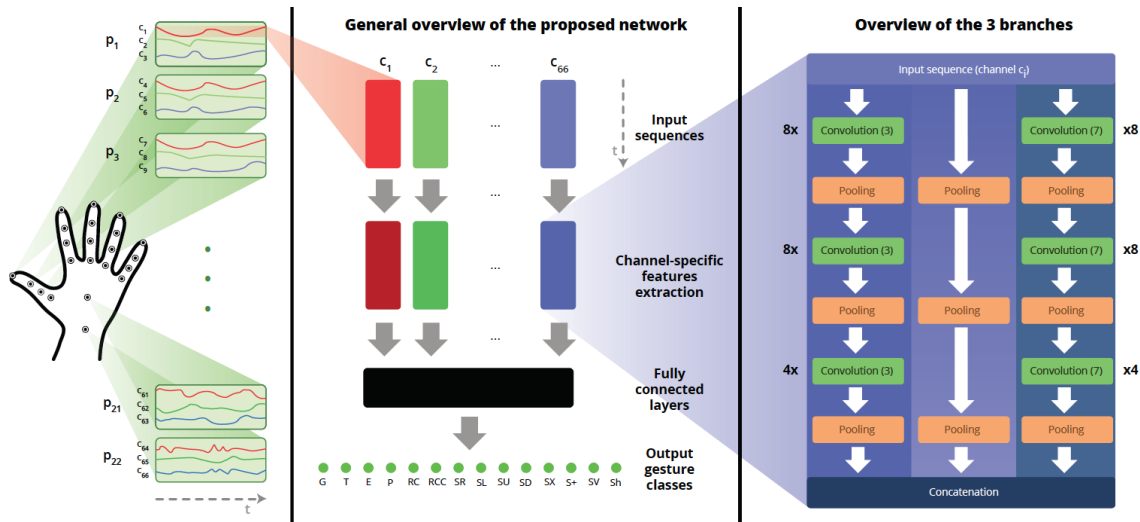 General overview of the proposed network
Overview of the 3 branches
p1
c1
c2
c3
p2
c4
c5
c6
p3
c7
c8
c9
p21
c61
c62
c63
p22
c64
c65
c66
t
C1 C2 ... C66
...
Input
sequences
t
...
...
Channel-specific
features
extraction
...
Fully
connected
layers
Output
gesture
classes
G T E P RC RCC SR SL SU SD SX S+ SV Sh
Input sequence (channel ci)
8x Convolution (3) Convolution (7) x8
Pooling Pooling Pooling
8x Convolution (3) Convolution (7) x8
Pooling Pooling Pooling
4x Convolution (3) Convolution (7) x4
Pooling Pooling Pooling
Concatenation